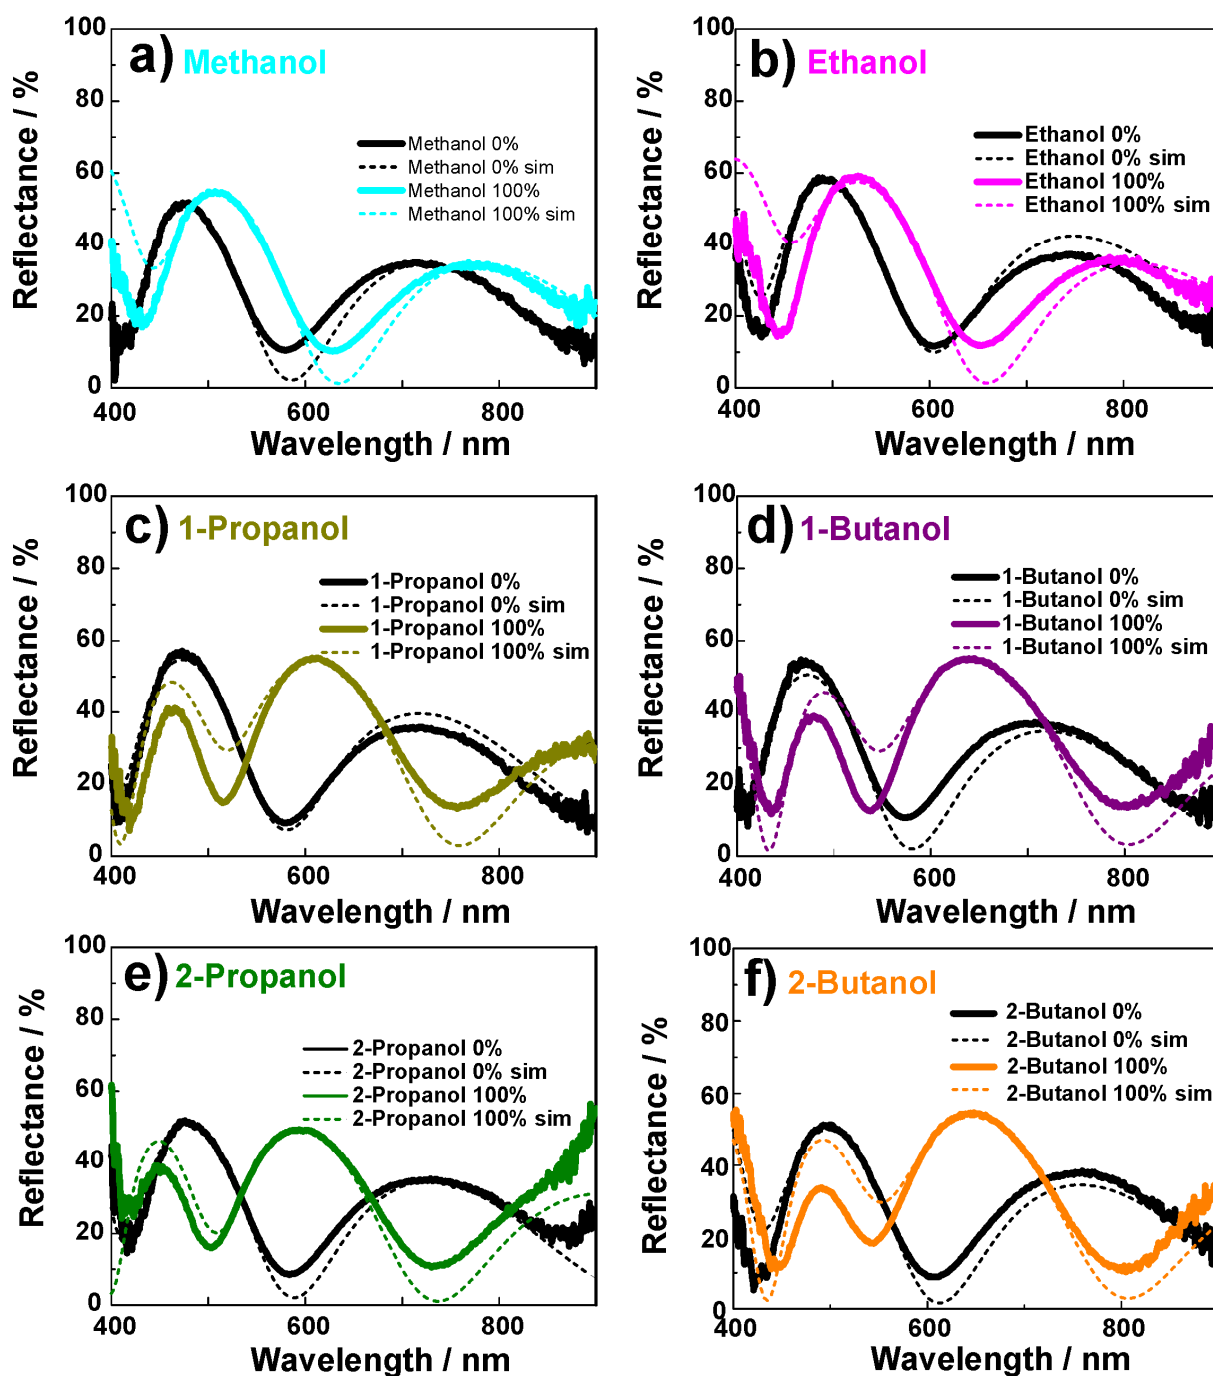 a) Methanol
Reflectance / %
100
80
60
40
20
0
Methanol 0%
Methanol 0% sim
Methanol 100%
Methanol 100% sim
400
600
800
Wavelength / nm
b) Ethanol
Reflectance / %
100
80
60
40
20
0
Ethanol 0%
Ethanol 0% sim
Ethanol 100%
Ethanol 100% sim
400
600
800
Wavelength / nm
c) 1-Propanol
Reflectance / %
100
80
60
40
20
0
1-Propanol 0%
1-Propanol 0% sim
1-Propanol 100%
1-Propanol 100% sim
400
600
800
Wavelength / nm
d) 1-Butanol
Reflectance / %
100
80
60
40
20
0
1-Butanol 0%
1-Butanol 0% sim
1-Butanol 100%
1-Butanol 100% sim
400
600
800
Wavelength / nm
e) 2-Propanol
Reflectance / %
100
80
60
40
20
0
2-Propanol 0%
2-Propanol 0% sim
2-Propanol 100%
2-Propanol 100% sim
400
600
800
Wavelength / nm
f) 2-Butanol
Reflectance / %
100
80
60
40
20
0
2-Butanol 0%
2-Butanol 0% sim
2-Butanol 100%
2-Butanol 100% sim
400
600
800
Wavelength / nm